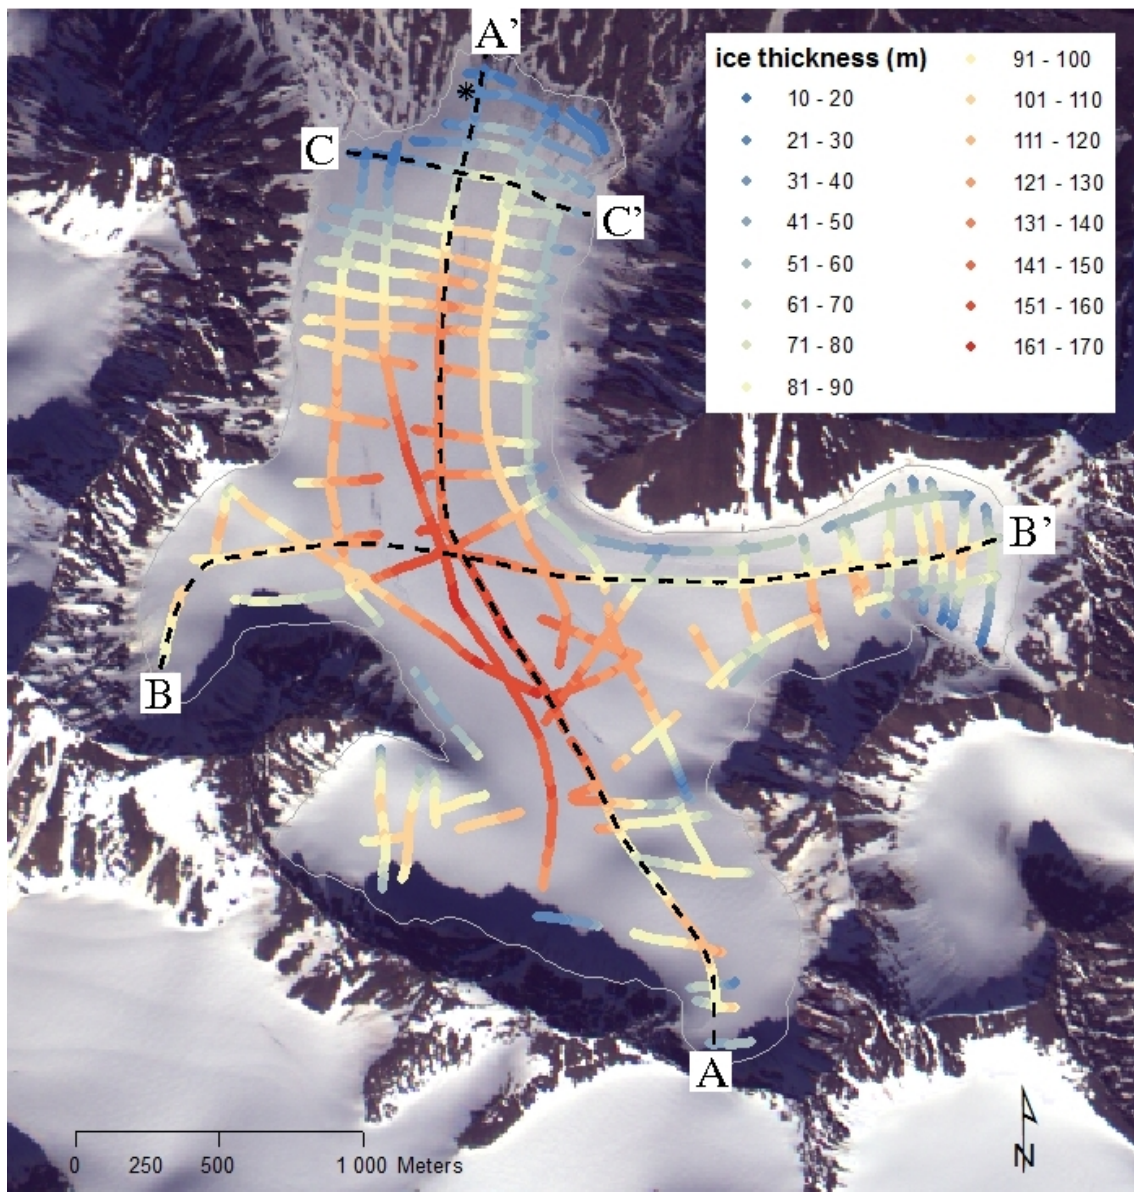 A’
ice thickness (m)
10 - 20
21 - 30
31 - 40
41 - 50
51 - 60
61 - 70
71 - 80
81 - 90
91 - 100
101 - 110
111 - 120
121 - 130
131 - 140
141 - 150
151 - 160
161 - 170
C
C’
B’
B
A
0 250 500 1 000 Meters
N